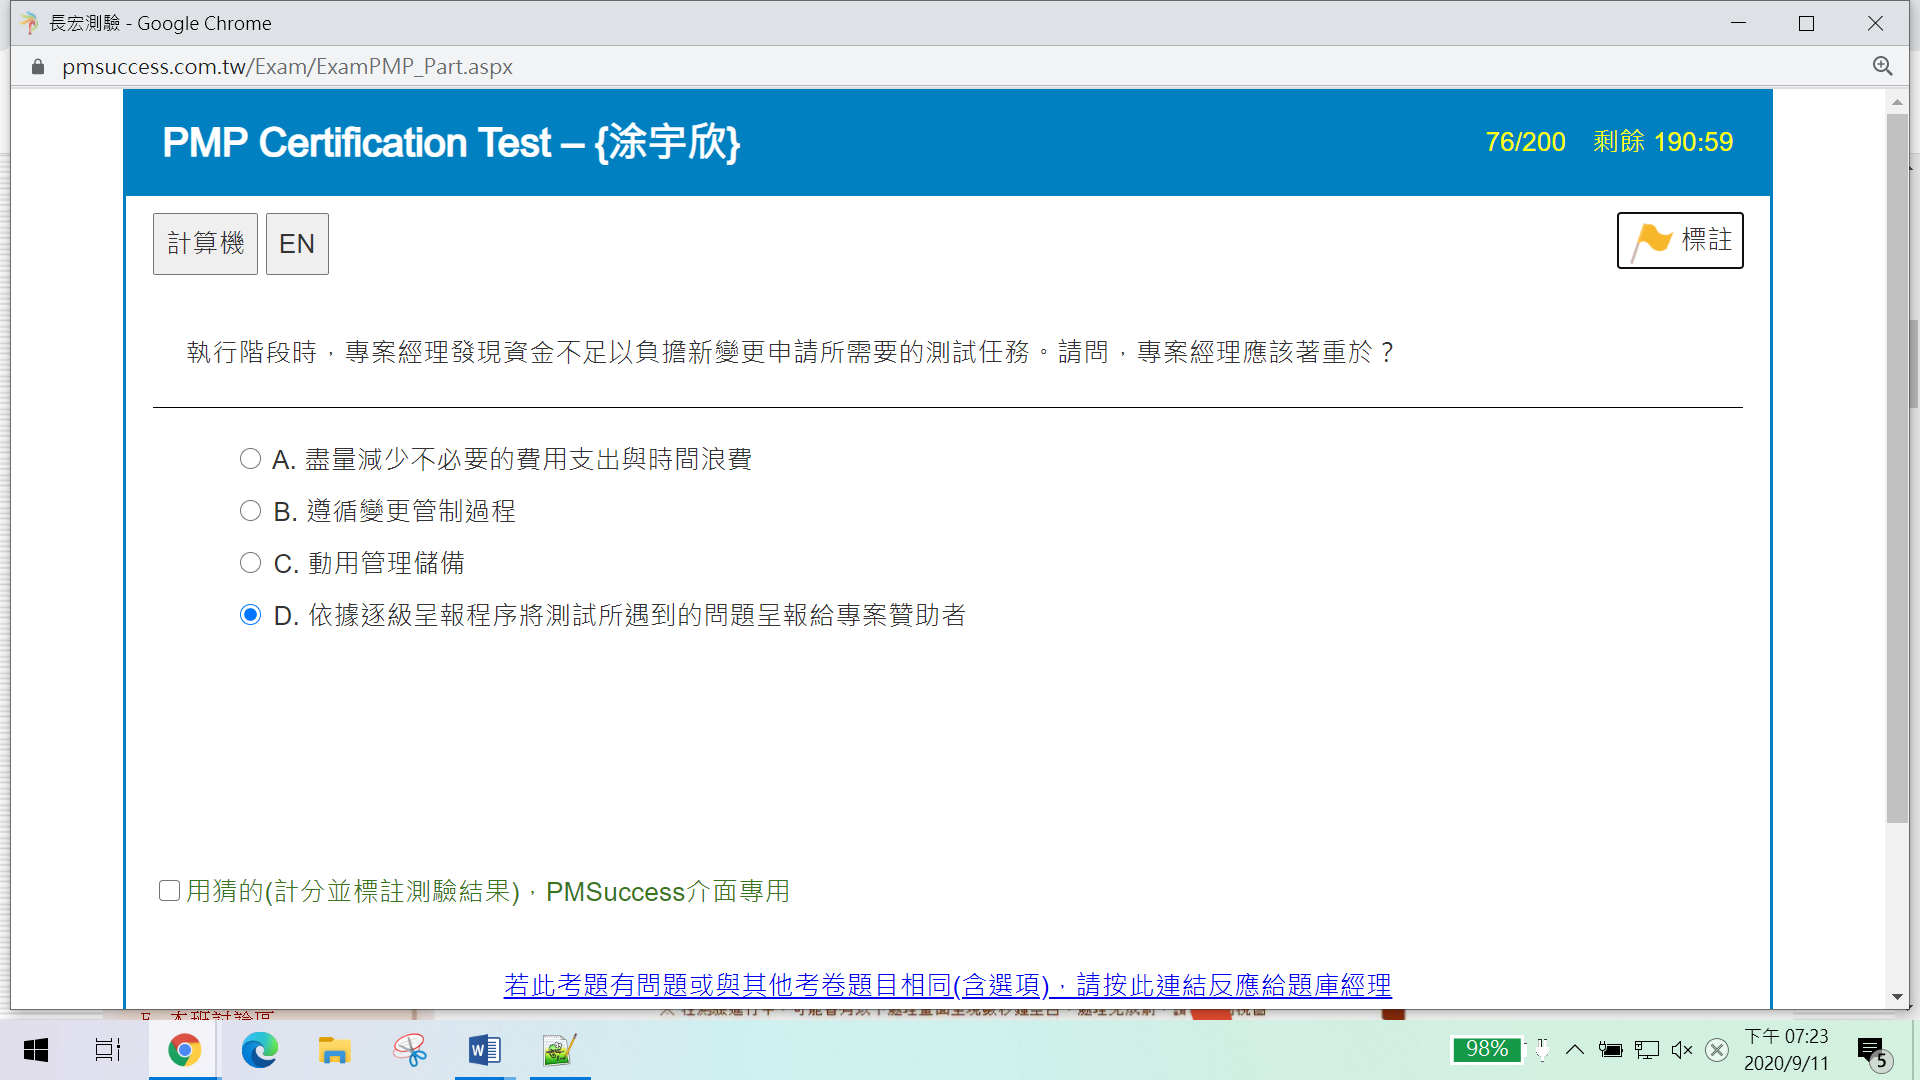 長宏測驗 - Google Chrome
pmsuccess.com.tw/Exam/ExamPMP_Part.aspx
PMP Certification Test – {涂宇欣}
76/200 剩餘 190:59
計算機 EN
標註
執行階段時，專案經理發現資金不足以負擔新變更申請所需要的測試任務。請問，專案經理應該著重於？
A. 盡量減少不必要的費用支出與時間浪費
B. 遵循變更管制過程
C. 動用管理儲備
D. 依據逐級呈報程序將測試所遇到的問題呈報給專案贊助者
用猜的(計分並標註測驗結果)，PMSuccess介面專用
若此考題有問題或與其他考卷題目相同(含選項)，請按此連結反應給題庫經理
98%
下午 07:23
2020/9/11
5